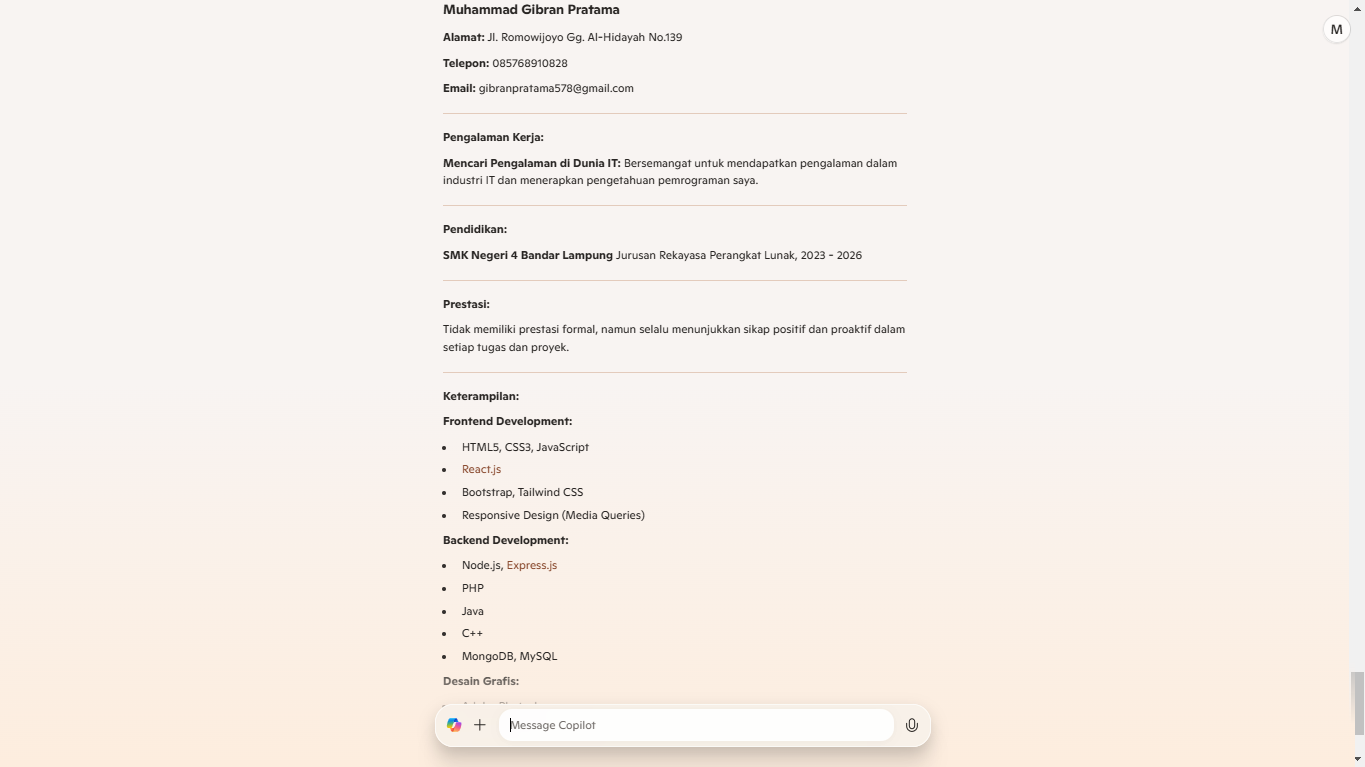 Muhammad Gibran Pratama
M
Alamat: Jl. Romowijoyo Gg. Al-Hidayah No.139
Telepon: 085768910828
Email: gibranpratama578@gmail.com
Pengalaman Kerja:
Mencari Pengalaman di Dunia IT: Bersemangat untuk mendapatkan pengalaman dalam
industri IT dan menerapkan pengetahuan pemrograman saya.
Pendidikan:
SMK Negeri 4 Bandar Lampung Jurusan Rekayasa Perangkat Lunak, 2023 - 2026
Prestasi:
Tidak memiliki prestasi formal, namun selalu menunjukkan sikap positif dan proaktif dalam
setiap tugas dan proyek.
Keterampilan:
Frontend Development:
• HTML5, CSS3, JavaScript
• React.js
• Bootstrap, Tailwind CSS
• Responsive Design (Media Queries)
Backend Development:
• Node.js, Express.js
• PHP
• Java
• C++
• MongoDB, MySQL
Desain Grafis:
Message Copilot